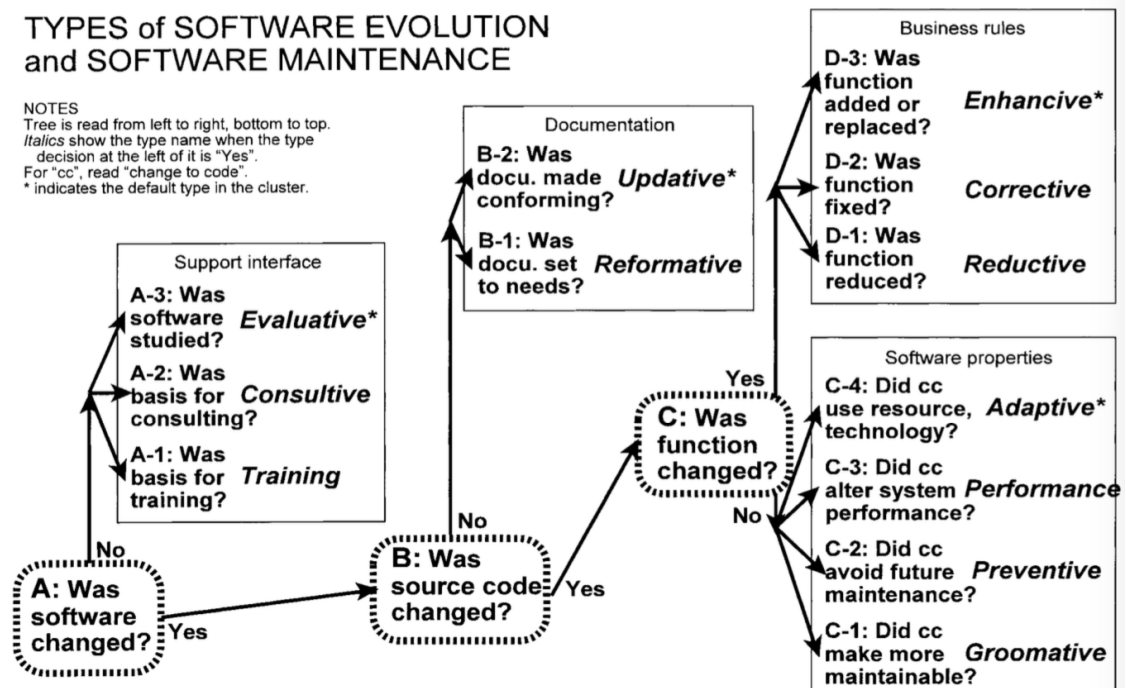 TYPES of SOFTWARE EVOLUTION
and SOFTWARE MAINTENANCE
NOTES
Tree is read from left to right, bottom to top.
Italics show the type name when the type
decision at the left of it is "Yes".
For "cc", read "change to code".
* indicates the default type in the cluster.
Support interface
A-3: Was
software
studied?
Evaluative*
A-2: Was
basis for
consulting?
Consultive
A-1: Was
basis for
training?
Training
No
A: Was
software
changed?
Yes
Documentation
B-2: Was
docu. made
conforming?
Updative*
B-1: Was
docu. set
to needs?
Reformative
No
B: Was
source code
changed?
Yes
Business rules
D-3: Was
function
added or
replaced?
Enhancive*
D-2: Was
function
fixed?
Corrective
D-1: Was
function
reduced?
Reductive
Yes
C: Was
function
changed?
No
Software properties
C-4: Did cc
use resource,
technology?
Adaptive*
C-3: Did cc
alter system
performance?
Performance
C-2: Did cc
avoid future
maintenance?
Preventive
C-1: Did cc
make more
maintainable?
Groomative